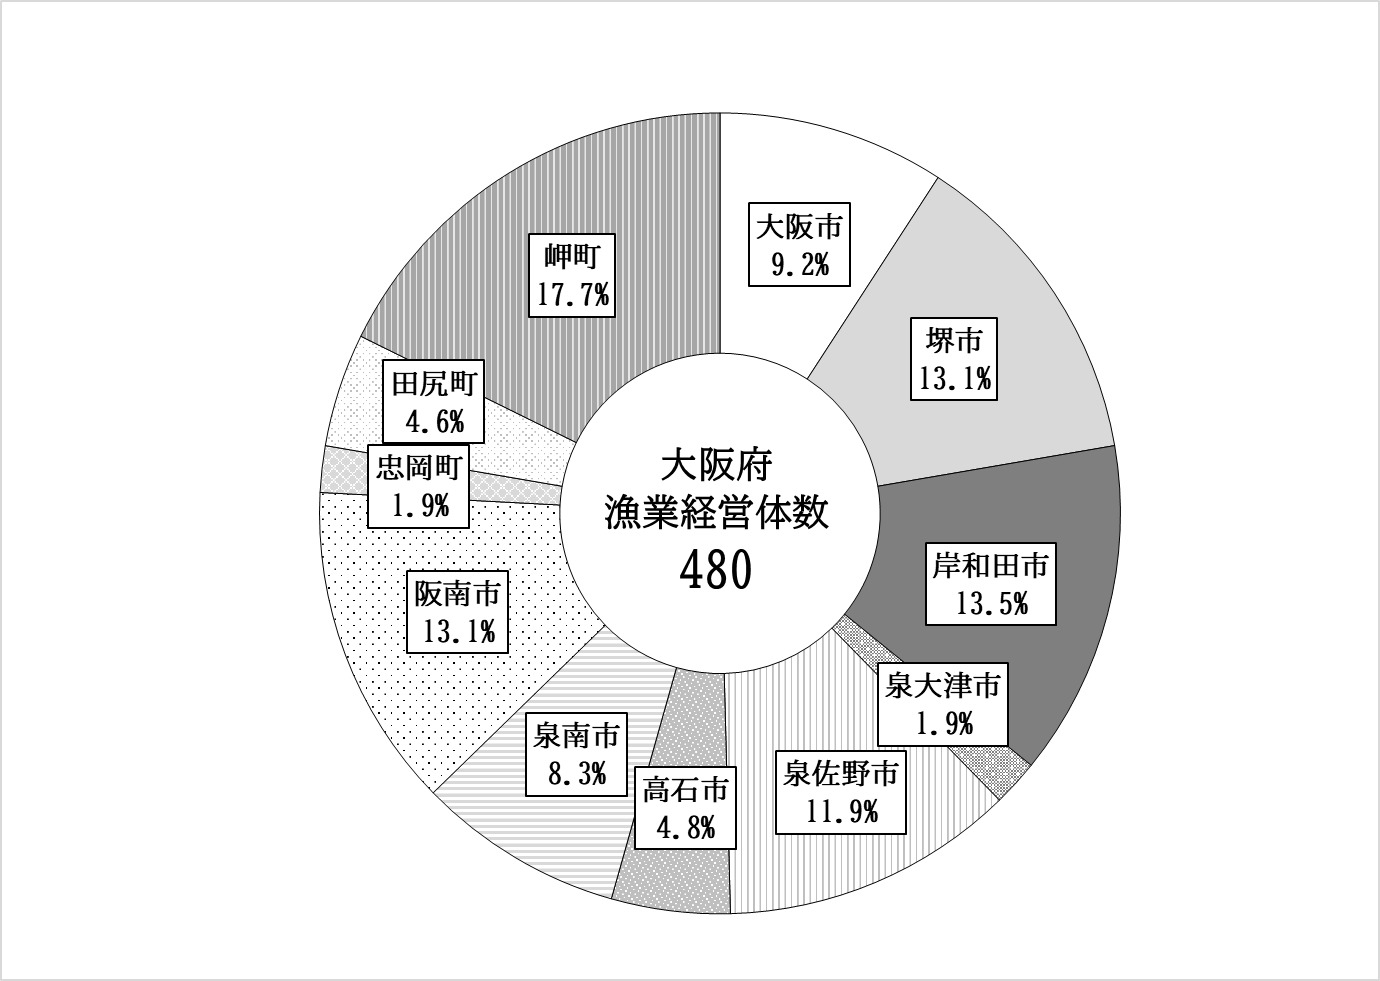 大阪市
9.2%
堺市
13.1%
岸和田市
13.5%
泉大津市
1.9%
泉佐野市
11.9%
高石市
4.8%
泉南市
8.3%
阪南市
13.1%
忠岡町
1.9%
田尻町
4.6%
岬町
17.7%
大阪府
漁業経営体数
480